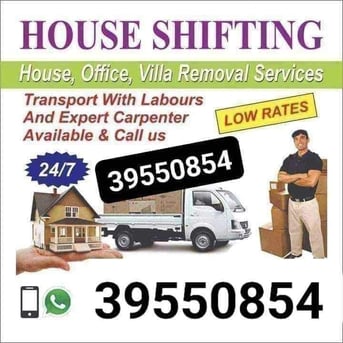 HOUSE SHIFTING
House, Office, Villa Removal Services
Transport With Labours
And Expert Carpenter
Available & Call us
LOW RATES
24/7
39550854
39550854